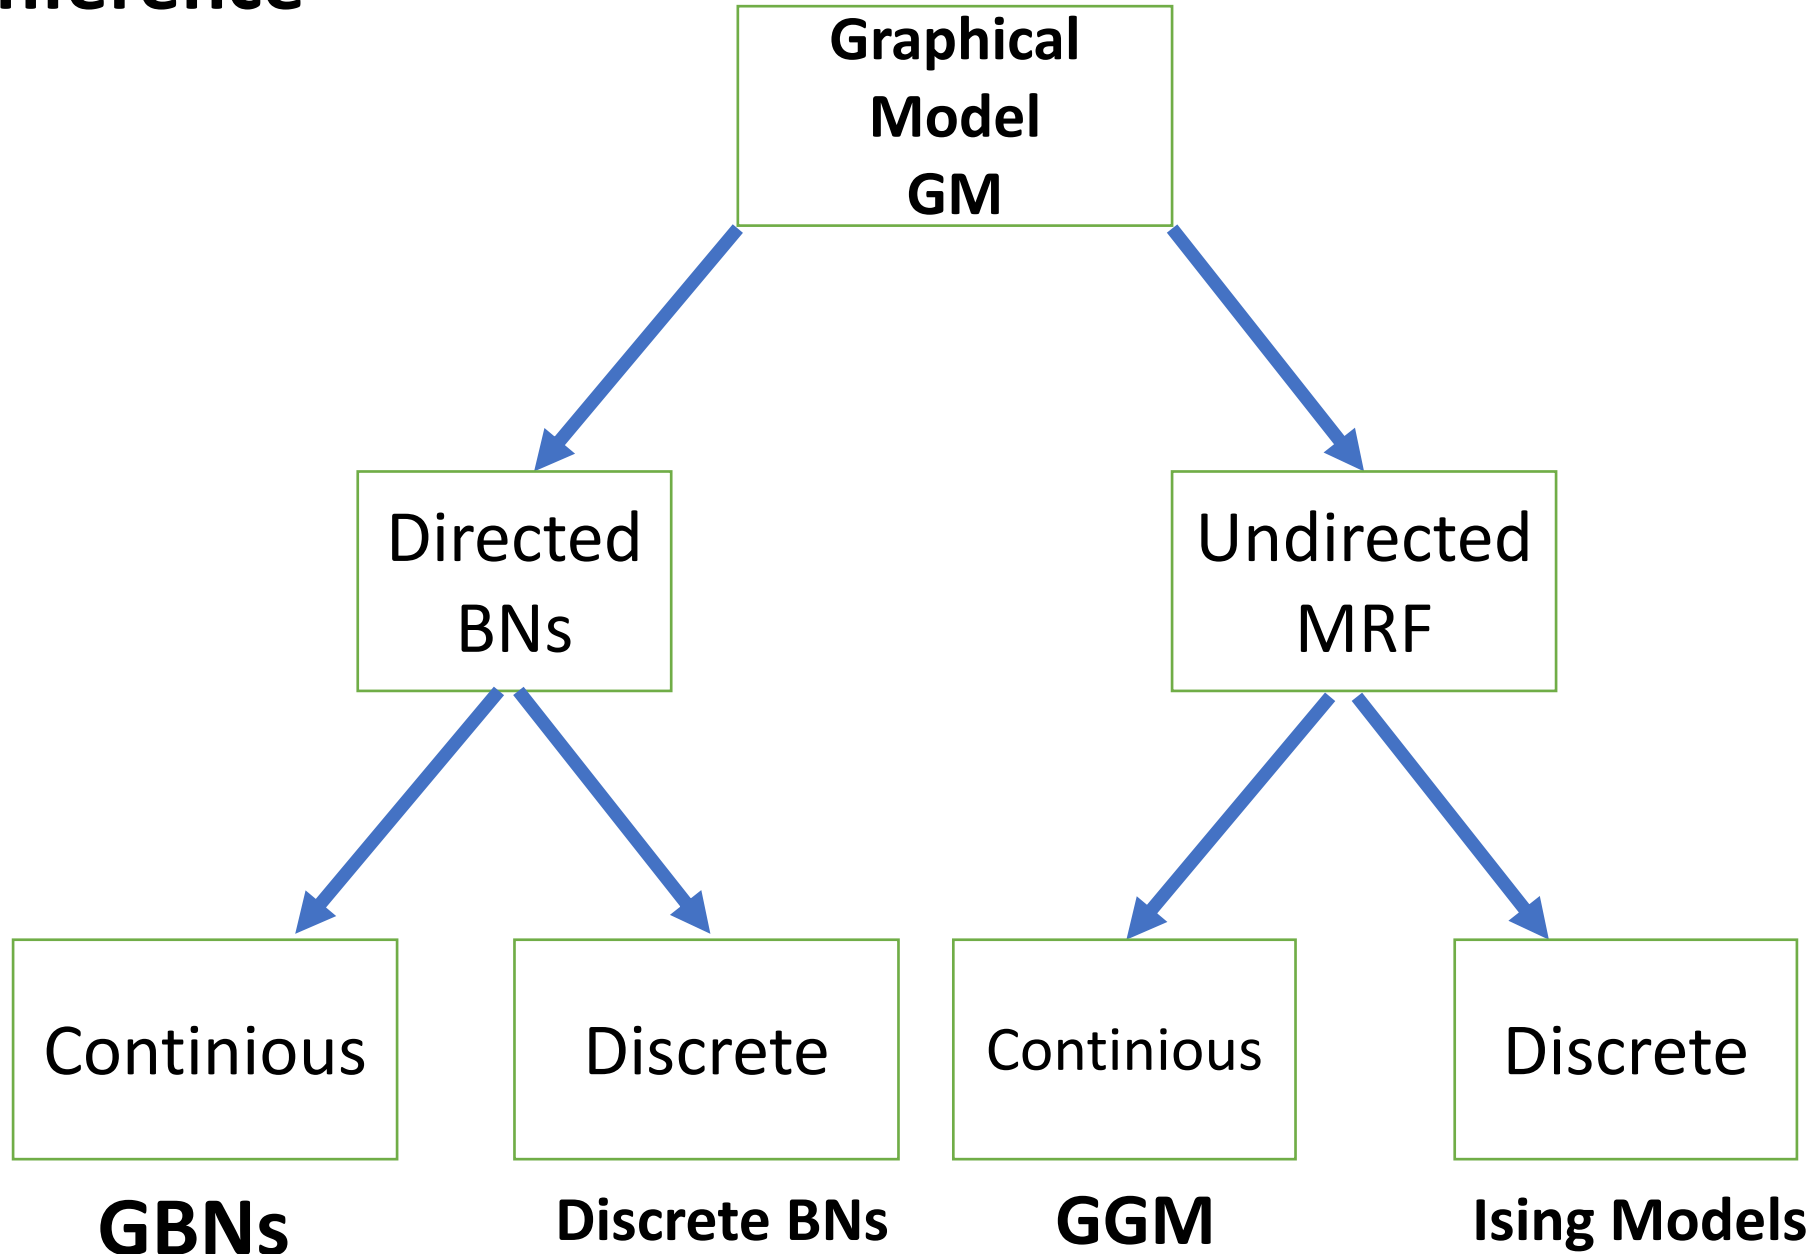 Graphical
Model
GM
Directed
BNs
Undirected
MRF
Continious
Discrete
Continious
Discrete
GBNs
Discrete BNs
GGM
Ising Models